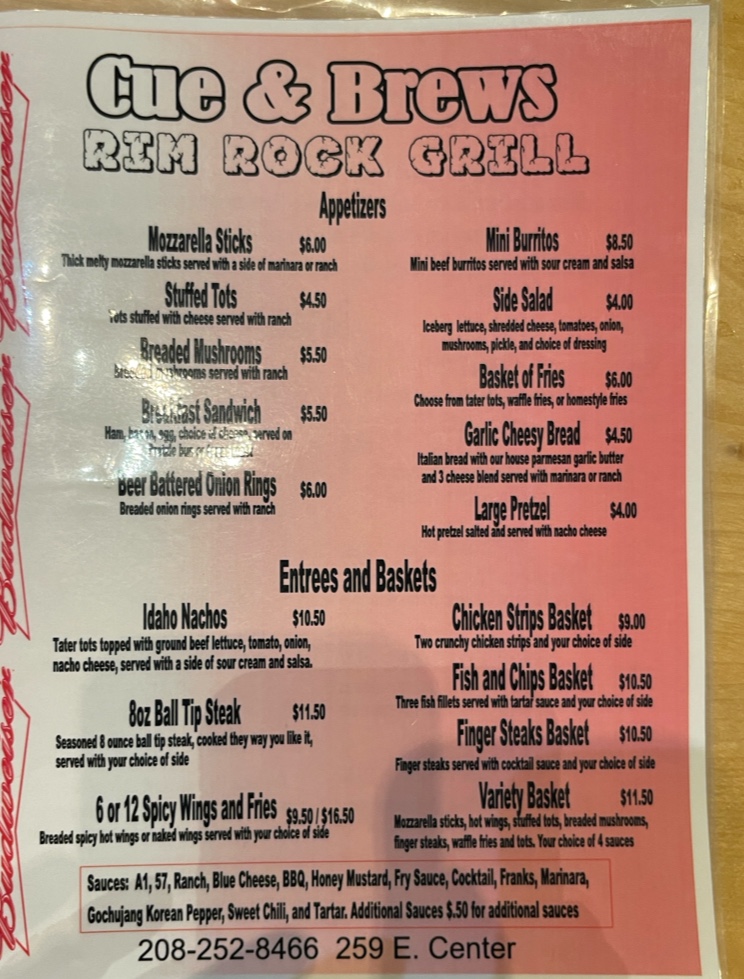 Cue & Brews
RIM ROCK GRILL
Appetizers
Mozzarella Sticks $6.00
Thick melty mozzarella sticks served with a side of marinara or ranch
Stuffed Tots $4.50
Tots stuffed with cheese served with ranch
Breaded Mushrooms $5.50
Breaded mushrooms served with ranch
Breakfast Sandwich $5.50
Ham, bacon, egg, choice of cheese, served on
Beer Battered Onion Rings $6.00
Breaded onion rings served with ranch
Mini Burritos $8.50
Mini beef burritos served with sour cream and salsa
Side Salad $4.00
Iceberg lettuce, shredded cheese, tomatoes, onion,
mushrooms, pickle, and choice of dressing
Basket of Fries $6.00
Choose from tater tots, waffle fries, or homestyle fries
Garlic Cheesy Bread $4.50
Italian bread with our house parmesan garlic butter
and 3 cheese blend served with marinara or ranch
Large Pretzel $4.00
Hot pretzel salted and served with nacho cheese
Entrees and Baskets
Idaho Nachos $10.50
Tater tots topped with ground beef lettuce, tomato, onion,
nacho cheese, served with a side of sour cream and salsa.
8oz Ball Tip Steak $11.50
Seasoned 8 ounce ball tip steak, cooked they way you like it,
served with your choice of side
6 or 12 Spicy Wings and Fries $9.50 / $16.50
Breaded spicy hot wings or naked wings served with your choice of side
Chicken Strips Basket $9.00
Two crunchy chicken strips and your choice of side
Fish and Chips Basket $10.50
Three fish fillets served with tartar sauce and your choice of side
Finger Steaks Basket $10.50
Finger steaks served with cocktail sauce and your choice of side
Variety Basket $11.50
Mozzarella sticks, hot wings, stuffed tots, breaded mushrooms,
finger steaks, waffle fries and tots. Your choice of 4 sauces
Sauces: A1, 57, Ranch, Blue Cheese, BBQ, Honey Mustard, Fry Sauce, Cocktail, Franks, Marinara,
Gochujang Korean Pepper, Sweet Chili, and Tartar. Additional Sauces $.50 for additional sauces
208-252-8466 259 E. Center
Budweiser
Budweiser
Budweiser
Budweiser